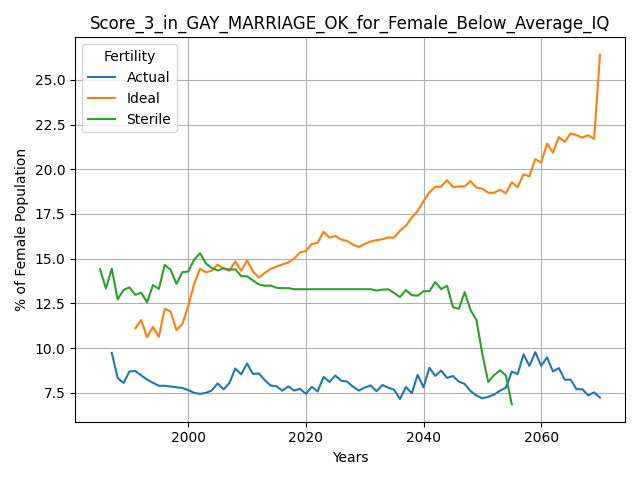 Score_3_in_GAY_MARRIAGE_OK_for_Female_Below_Average_IQ
Fertility
Actual
Ideal
Sterile
% of Female Population
25.0
22.5
20.0
17.5
15.0
12.5
10.0
7.5
2000 2020 2040 2060
Years